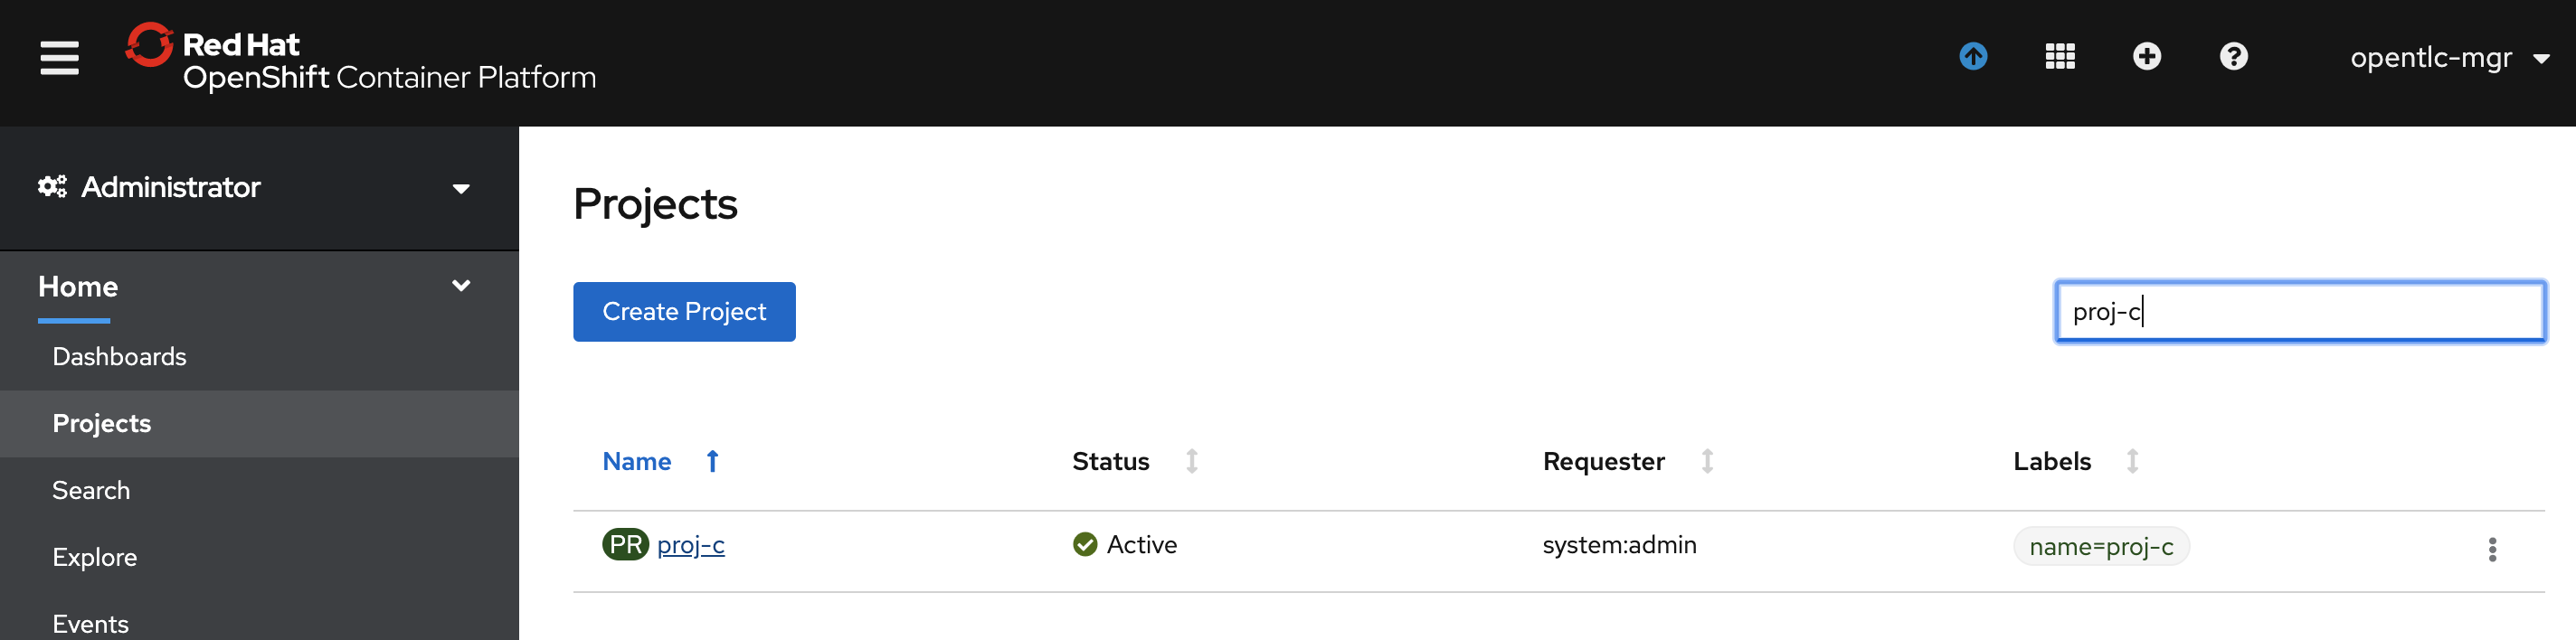 Red Hat
OpenShift Container Platform
opentlc-mgr
Administrator
Home
Dashboards
Projects
Search
Explore
Events
Projects
Create Project
proj-c
Name Status Requester Labels
PR proj-c Active system:admin name=proj-c